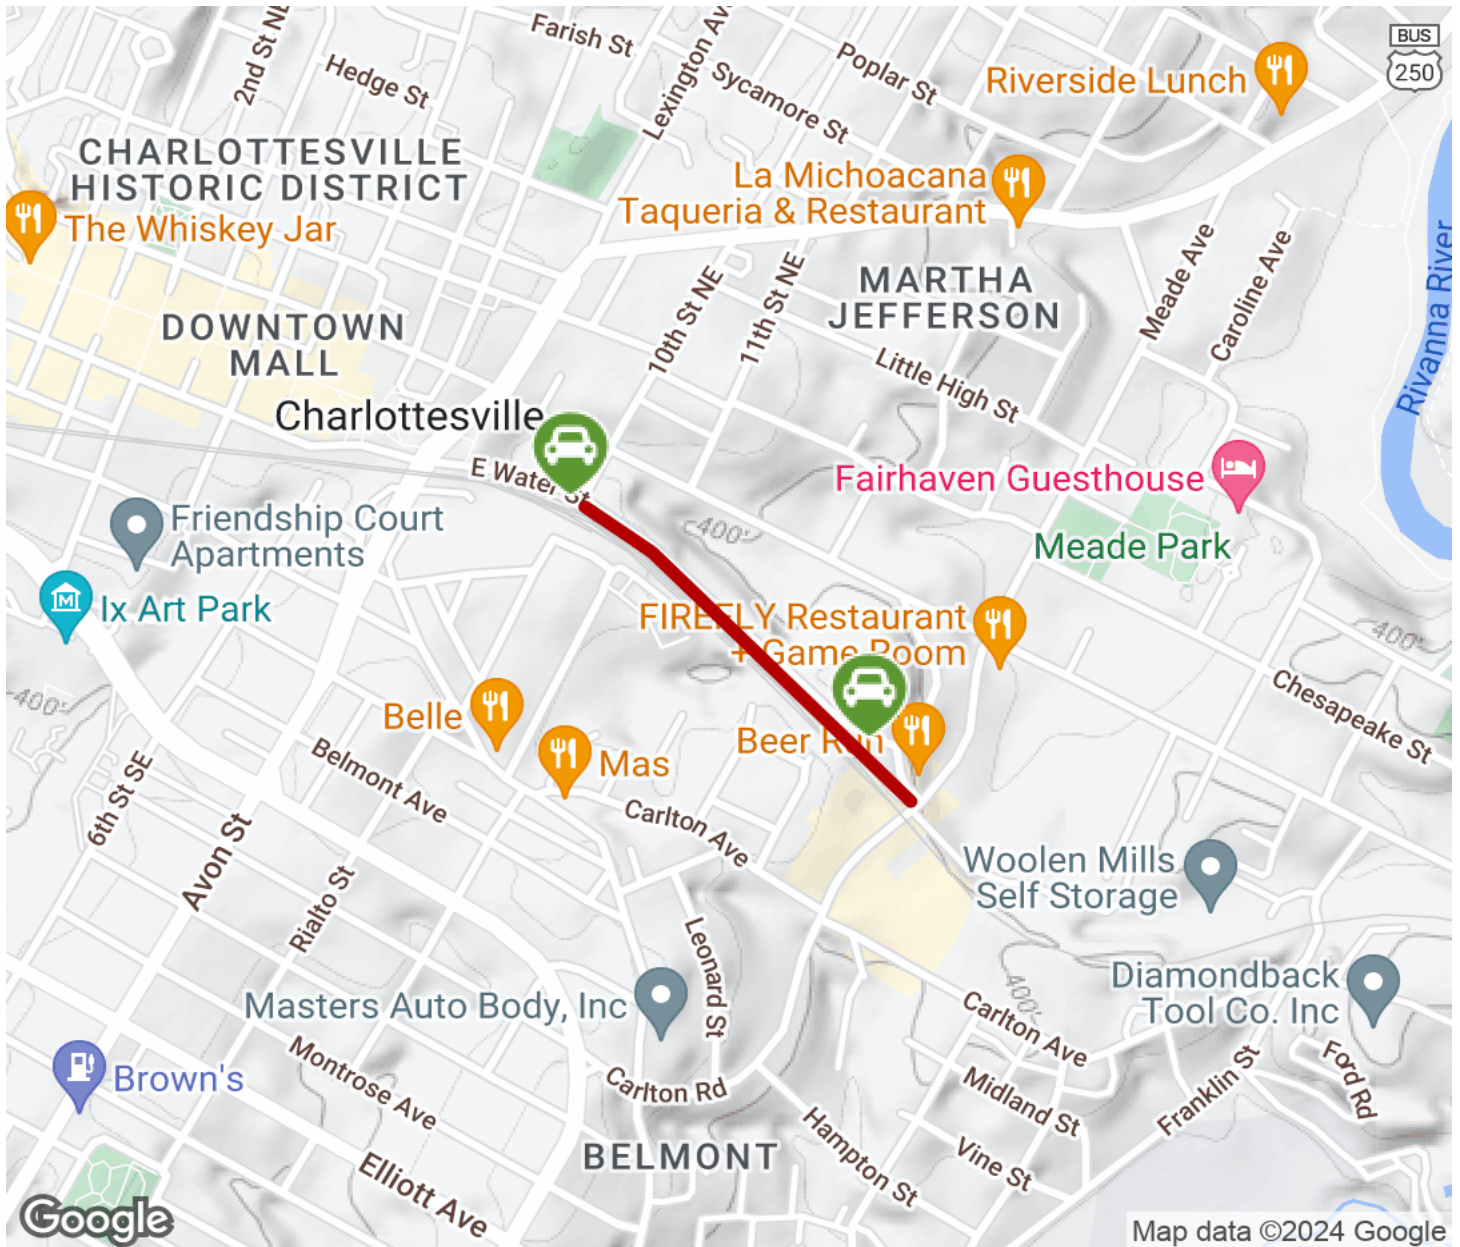 Farish St
Lexington Av
BUS
250
2nd St NE
Hedge St
Sycamore St
Poplar St
Riverside Lunch
CHARLOTTESVILLE
HISTORIC DISTRICT
La Michoacana
Taqueria & Restaurant
The Whiskey Jar
MARTHA
JEFFERSON
Meade Ave
Caroline Ave
Rivanna River
DOWNTOWN
MALL
10th St NE
11th St NE
Little High St
Charlottesville
E Water St
Fairhaven Guesthouse
Friendship Court
Apartments
400'
Meade Park
Ix Art Park
FIREFLY Restaurant
+ Game Room
400'
400'
Chesapeake St
Belle
Beer Run
Mas
6th St SE
Belmont Ave
Carlton Ave
Avon St
Rialto St
Woolen Mills
Self Storage
Leonard St
Masters Auto Body, Inc
400'
Diamondback
Tool Co. Inc
Carlton Ave
Brown's
Montrose Ave
Carlton Rd
Midland St
Franklin St
Ford Rd
BELMONT
Hampton St
Vine St
Elliott Ave
Google
Map data ©2024 Google